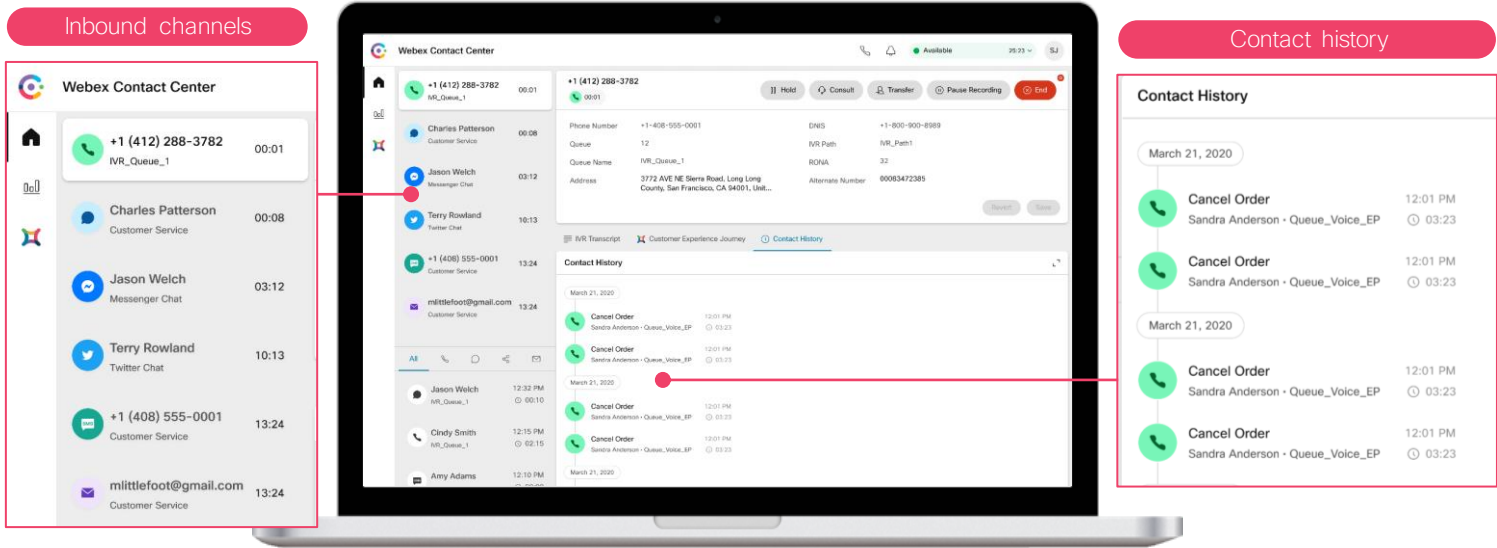 Inbound channels
Webex Contact Center
+1 (412) 288-3782
IVR_Queue_1
00:01
Charles Patterson
Customer Service
00:08
Jason Welch
Messenger Chat
03:12
Terry Rowland
Twitter Chat
10:13
+1 (408) 555-0001
Customer Service
13:24
mlittlefoot@gmail.com
Customer Service
13:24
Webex Contact Center
Available
25:23
SJ
+1 (412) 288-3782
IVR_Queue_1
00:01
Charles Patterson
Customer Service
00:08
Jason Welch
Messenger Chat
03:12
Terry Rowland
Twitter Chat
10:13
+1 (408) 555-0001
Customer Service
13:24
mlittlefoot@gmail.com
Customer Service
13:24
All
Jason Welch 12:32 PM
IVR_Queue_1 00:10
Cindy Smith 12:15 PM
IVR_Queue_1 02:15
Amy Adams 12:10 PM
+1 (412) 288-3782
00:01
Hold
Consult
Transfer
Pause Recording
End
Phone Number +1-408-555-0001 DNIS +1-800-900-8989
Queue 12 IVR Path IVR_Path1
Queue Name IVR_Queue_1 RONA 32
Address 3772 AVE NE Sierra Road, Long Long Alternate Number 00083472385
County, San Francisco, CA 94001, Unit...
Revert Save
IVR Transcript Customer Experience Journey Contact History
Contact History
March 21, 2020
Cancel Order 12:01 PM
Sandra Anderson • Queue_Voice_EP 03:23
Cancel Order 12:01 PM
Sandra Anderson • Queue_Voice_EP 03:23
March 21, 2020
Cancel Order 12:01 PM
Sandra Anderson • Queue_Voice_EP 03:23
Cancel Order 12:01 PM
Sandra Anderson • Queue_Voice_EP 03:23
March 21, 2020
Contact history
Contact History
March 21, 2020
Cancel Order 12:01 PM
Sandra Anderson • Queue_Voice_EP 03:23
Cancel Order 12:01 PM
Sandra Anderson • Queue_Voice_EP 03:23
March 21, 2020
Cancel Order 12:01 PM
Sandra Anderson • Queue_Voice_EP 03:23
Cancel Order 12:01 PM
Sandra Anderson • Queue_Voice_EP 03:23